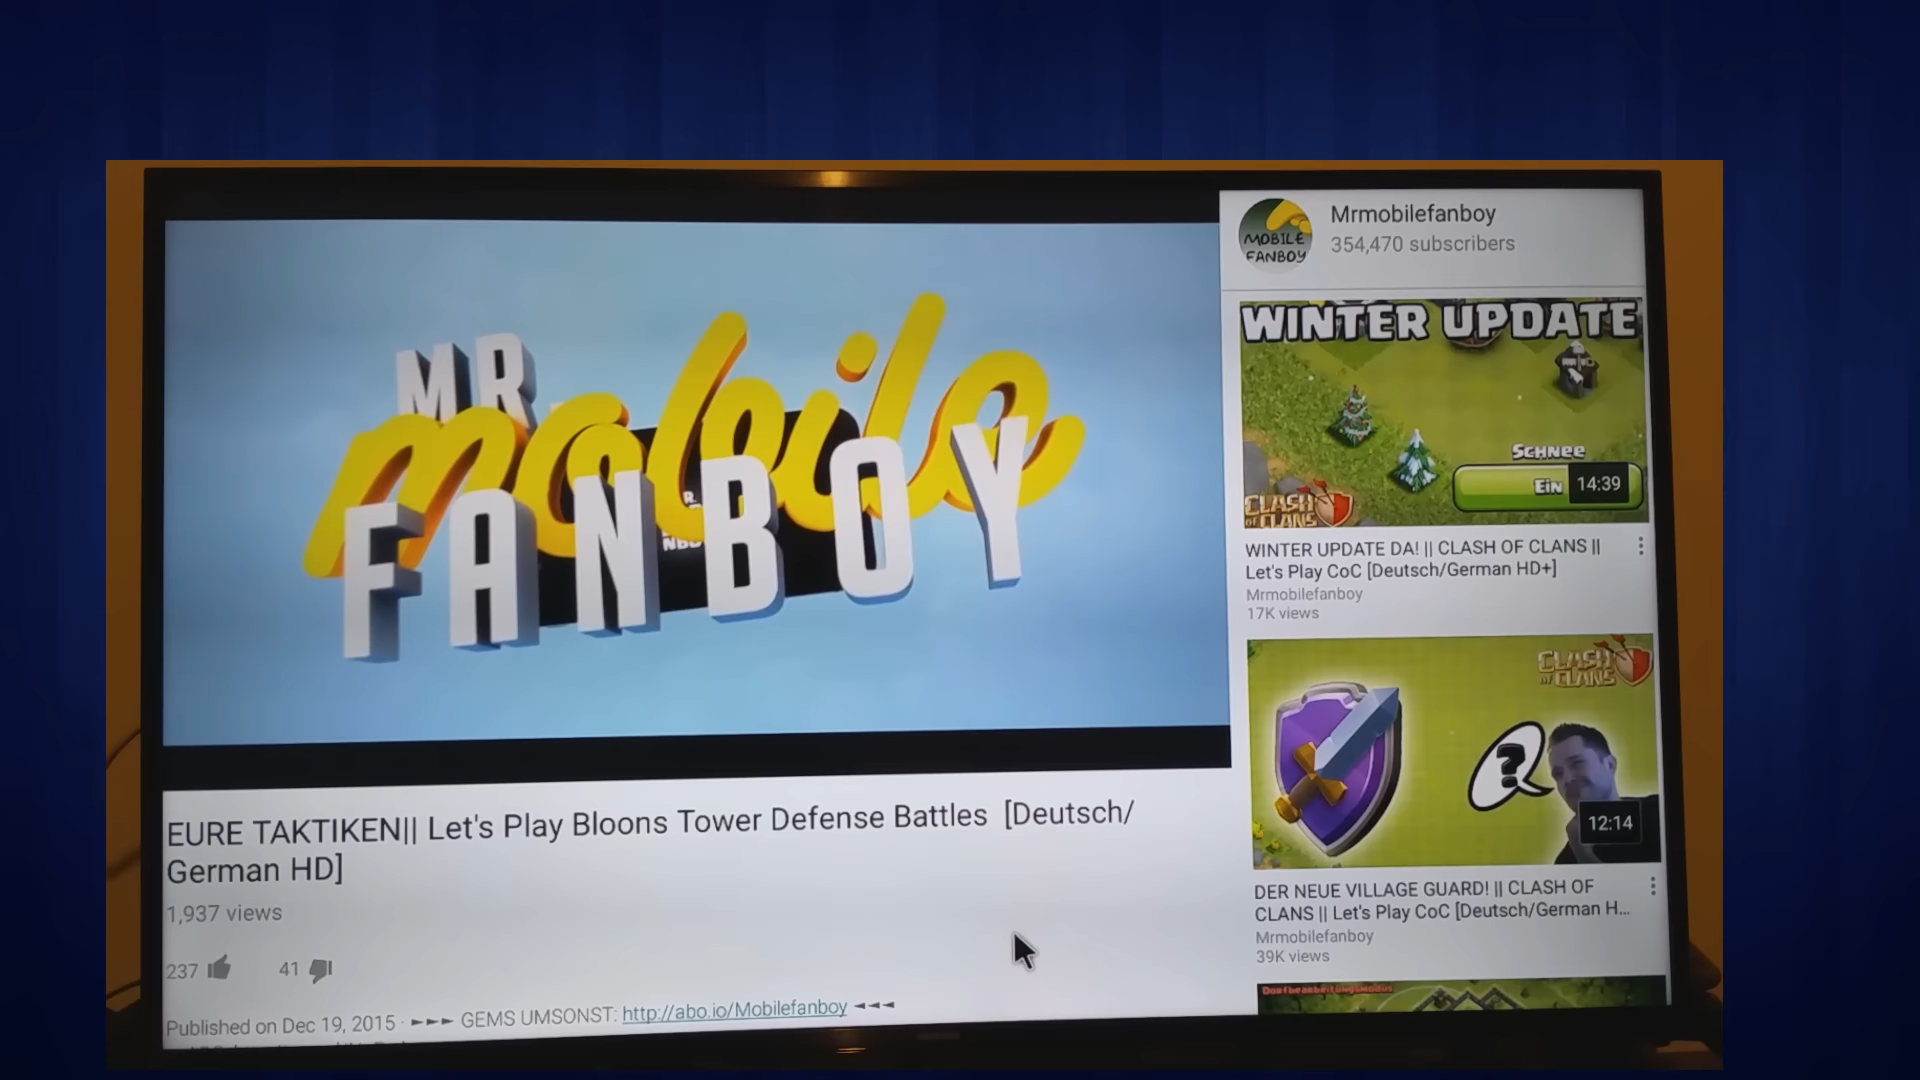 MR.
mobile
FANBOY
EURE TAKTIKEN|| Let's Play Bloons Tower Defense Battles [Deutsch/
German HD]
1,937 views
237
41
Published on Dec 19, 2015 · ►►► GEMS UMSONST: http://abo.io/Mobilefanboy ◄◄◄
MOBILE
FANBOY
Mrmobilefanboy
354,470 subscribers
WINTER UPDATE
Schnee
Ein
14:39
CLASH
OF CLANS
WINTER UPDATE DA! || CLASH OF CLANS ||
Let's Play CoC [Deutsch/German HD+]
Mrmobilefanboy
17K views
CLASH
OF CLANS
?
12:14
DER NEUE VILLAGE GUARD! || CLASH OF
CLANS || Let's Play CoC [Deutsch/German H...
Mrmobilefanboy
39K views
Dorfbearbeitungsmodus